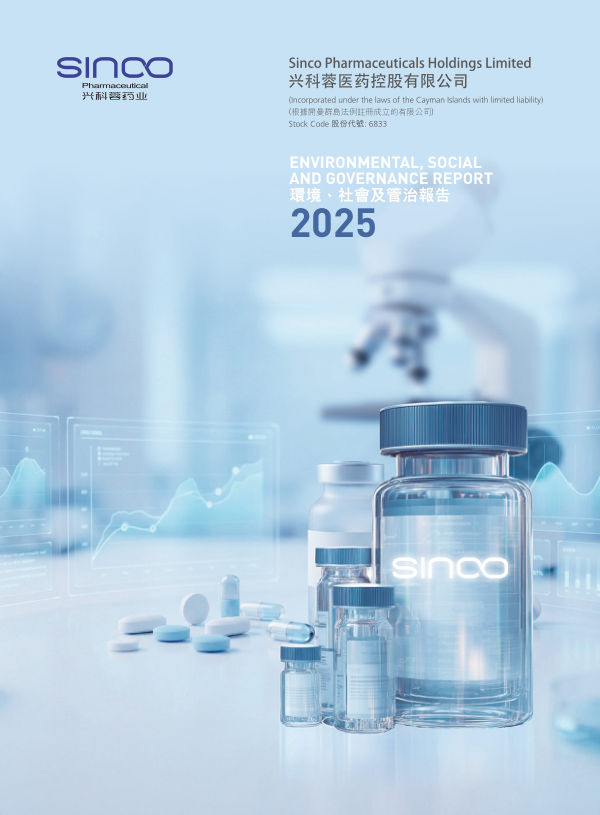 sinco
Pharmaceutical
兴科蓉药业
Sinco Pharmaceuticals Holdings Limited
兴科蓉医药控股有限公司
(Incorporated under the laws of the Cayman Islands with limited liability)
(根據開曼群島法例註冊成立的有限公司)
Stock Code 股份代號: 6833
ENVIRONMENTAL, SOCIAL
AND GOVERNANCE REPORT
環境、社會及管治報告
2025
sinco